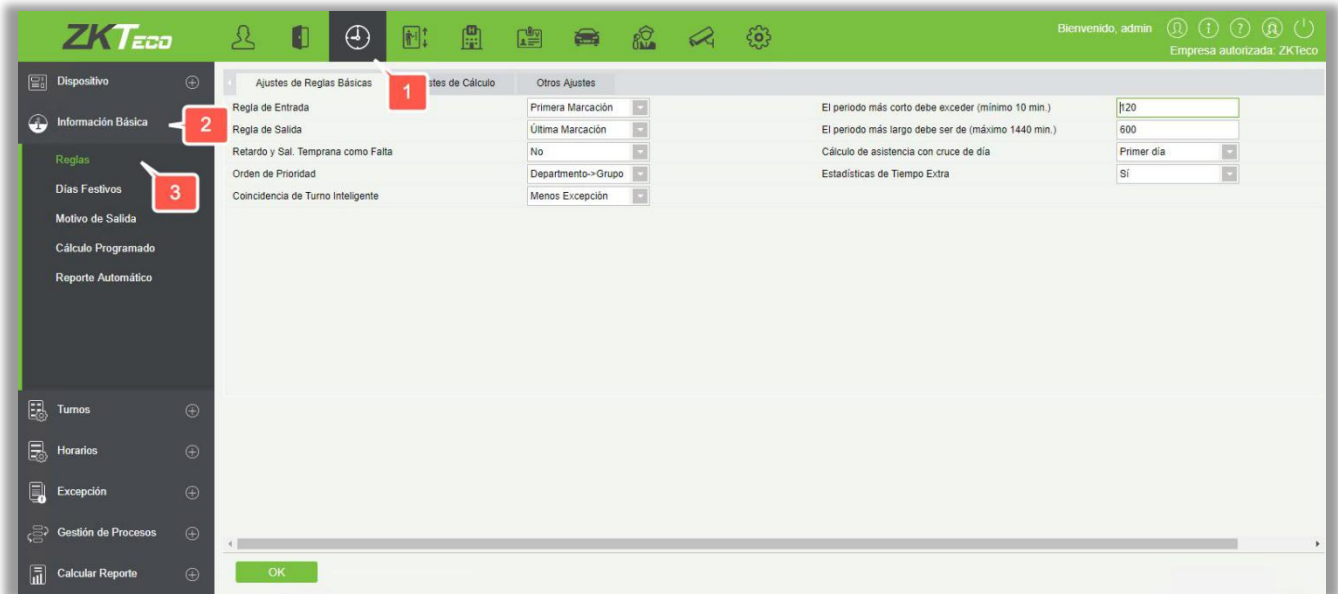 ZKTeco
Bienvenido, admin
Empresa autorizada: ZKTeco
1
2
3
Dispositivo
Información Básica
Reglas
Días Festivos
Motivo de Salida
Cálculo Programado
Reporte Automático
Turnos
Horarios
Excepción
Gestión de Procesos
Calcular Reporte
Ajustes de Reglas Básicas stes de Cálculo Otros Ajustes
Regla de Entrada Primera Marcación El periodo más corto debe exceder (mínimo 10 min.) 120
Regla de Salida Última Marcación El periodo más largo debe ser de (máximo 1440 min.) 600
Retardo y Sal. Temprana como Falta No Cálculo de asistencia con cruce de día Primer día
Orden de Prioridad Departmento->Grupo Estadísticas de Tiempo Extra Sí
Coincidencia de Turno Inteligente Menos Excepción
OK